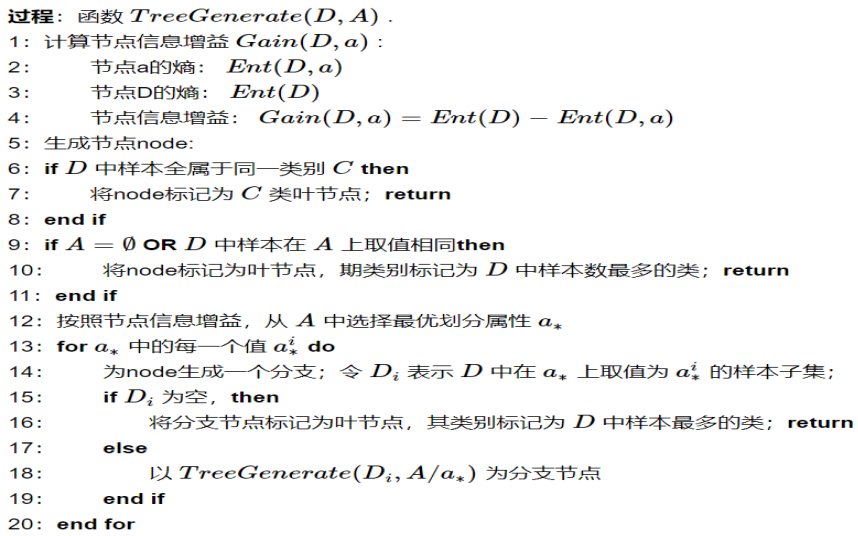 过程：函数 TreeGenerate(D, A) .
1：计算节点信息增益 Gain(D, a) :
2： 节点a的熵： Ent(D, a)
3： 节点D的熵： Ent(D)
4： 节点信息增益： Gain(D, a) = Ent(D) − Ent(D, a)
5：生成节点node:
6：if D 中样本全属于同一类别 C then
7： 将node标记为 C 类叶节点；return
8：end if
9：if A = ∅ OR D 中样本在 A 上取值相同then
10： 将node标记为叶节点，期类别标记为 D 中样本数最多的类；return
11：end if
12：按照节点信息增益，从 A 中选择最优划分属性 a∗
13：for a∗ 中的每一个值 a∗^i do
14： 为node生成一个分支；令 D_i 表示 D 中在 a∗ 上取值为 a∗^i 的样本子集；
15： if D_i 为空，then
16： 将分支节点标记为叶节点，其类别标记为 D 中样本最多的类；return
17： else
18： 以 TreeGenerate(D_i, A/a∗) 为分支节点
19： end if
20：end for